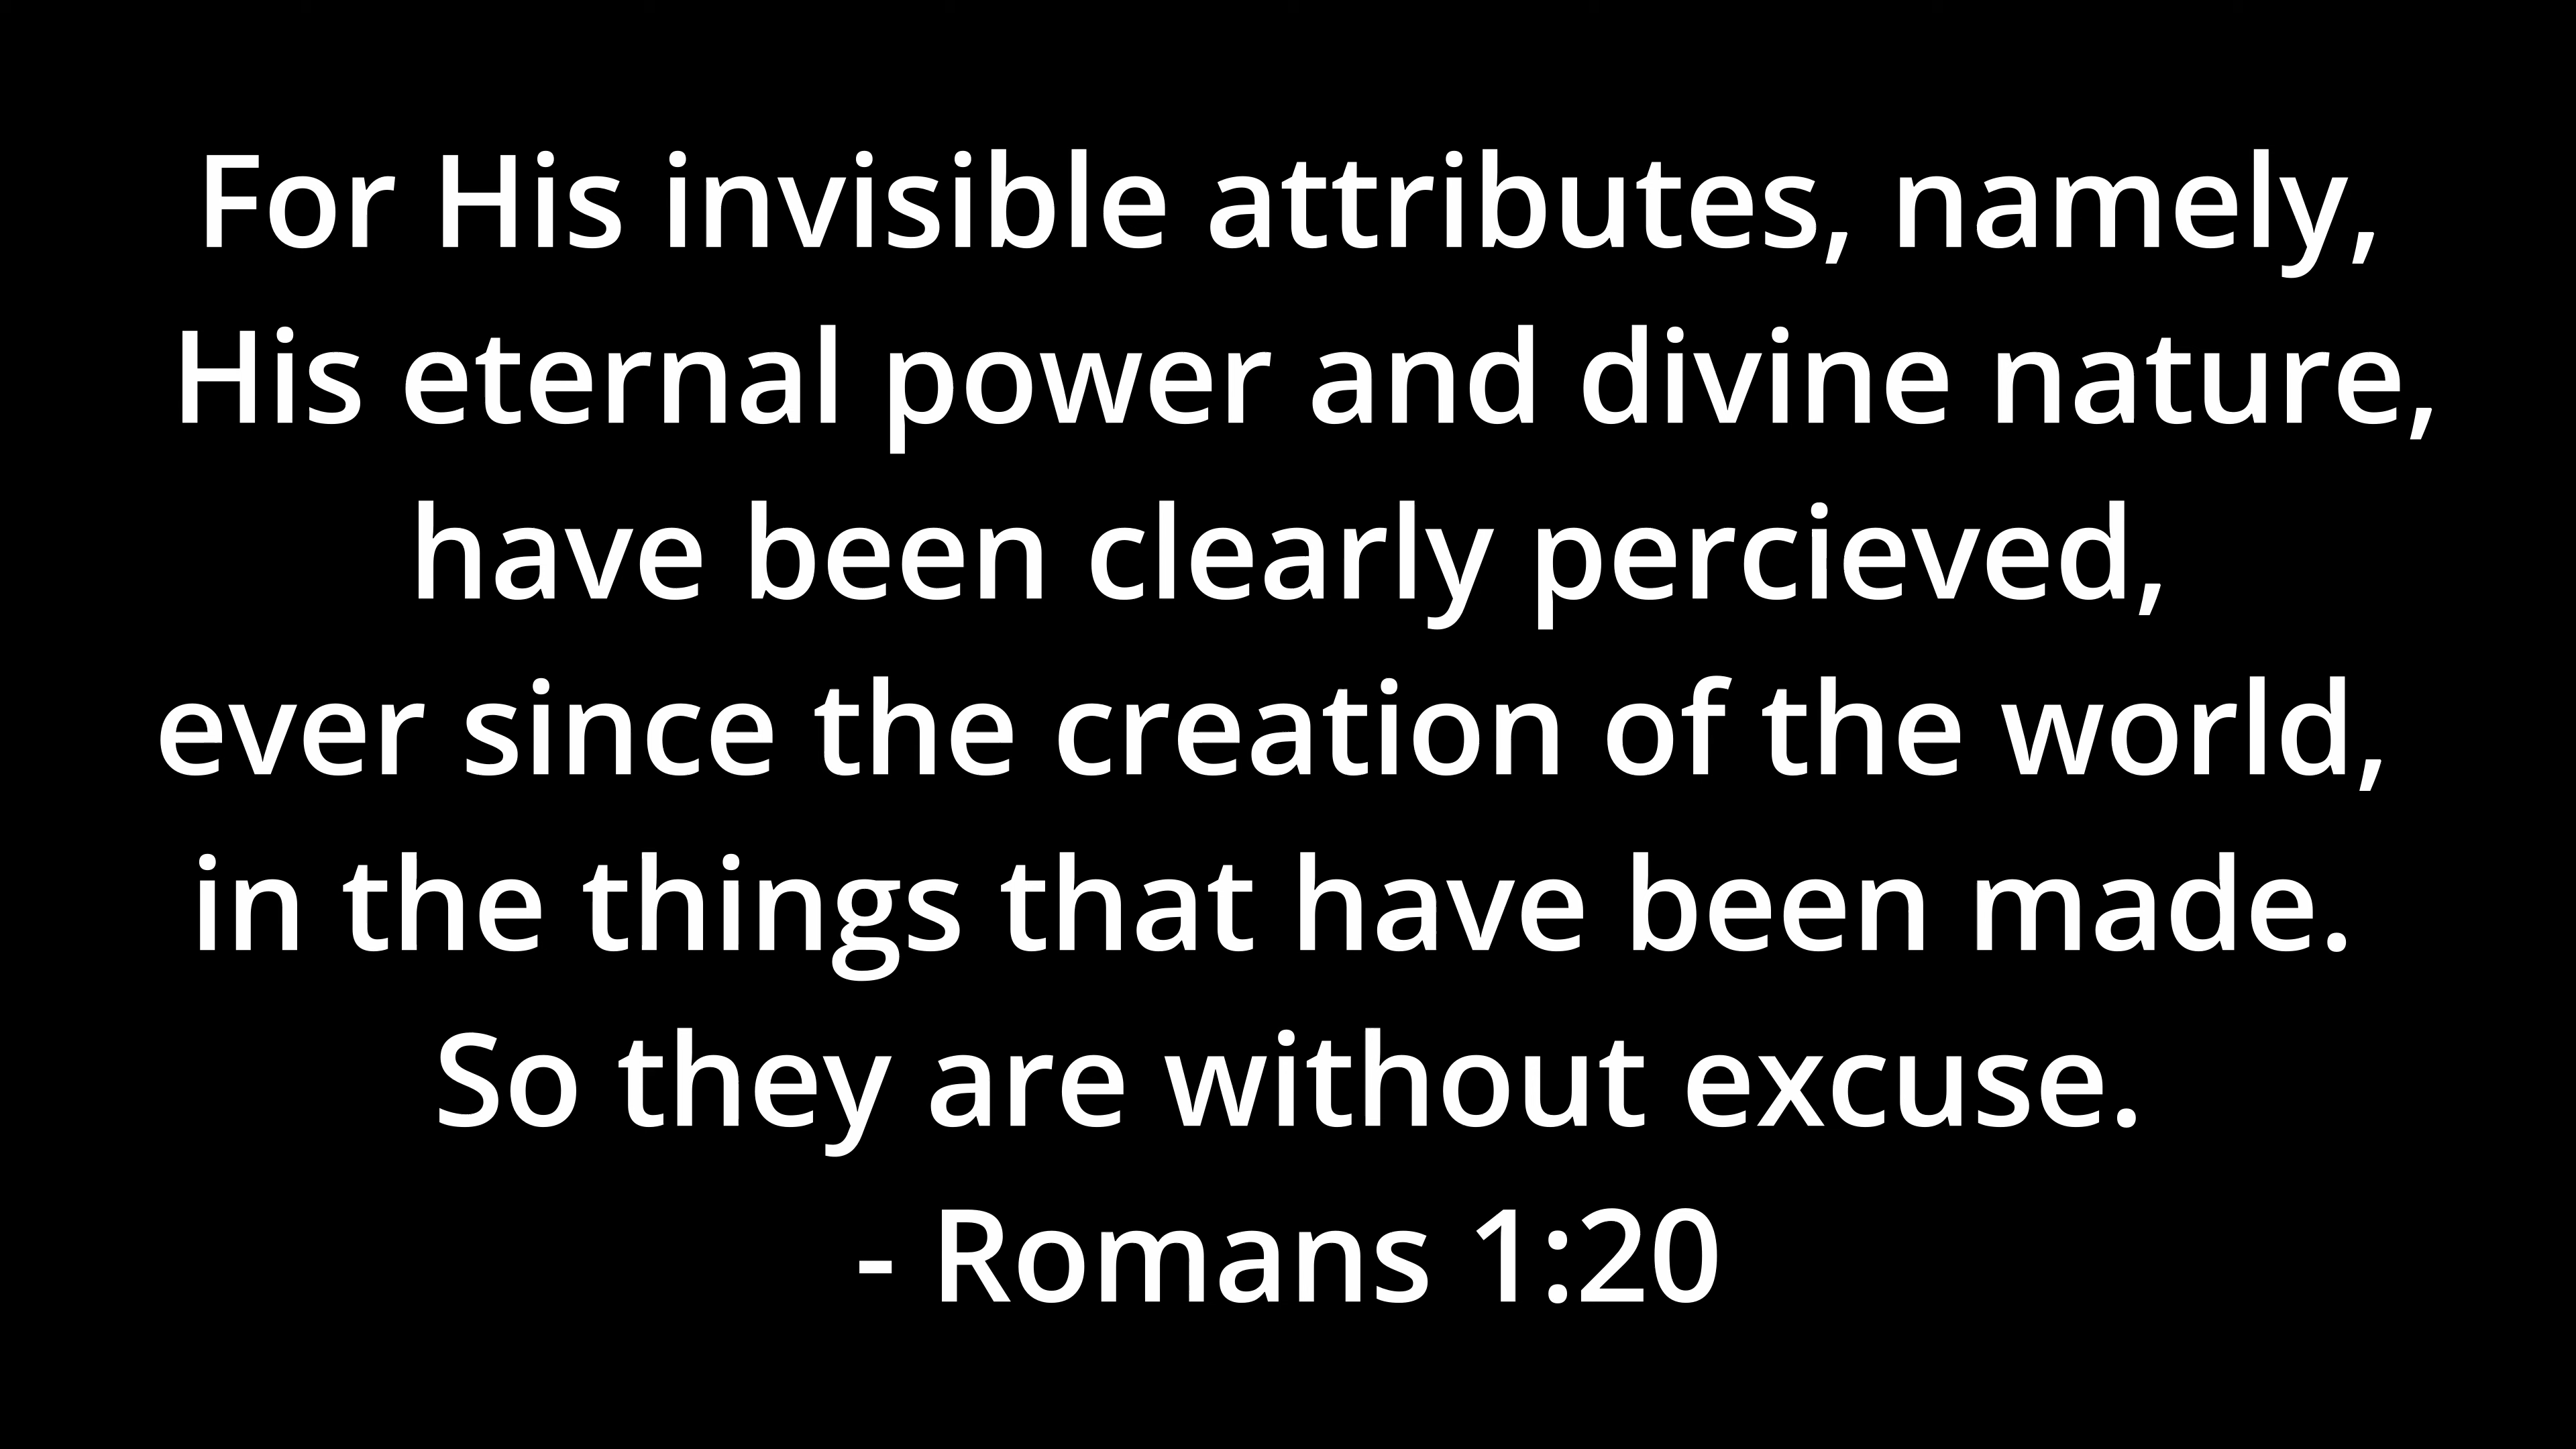 For His invisible attributes, namely,
His eternal power and divine nature,
have been clearly percieved,
ever since the creation of the world,
in the things that have been made.
So they are without excuse.
- Romans 1:20